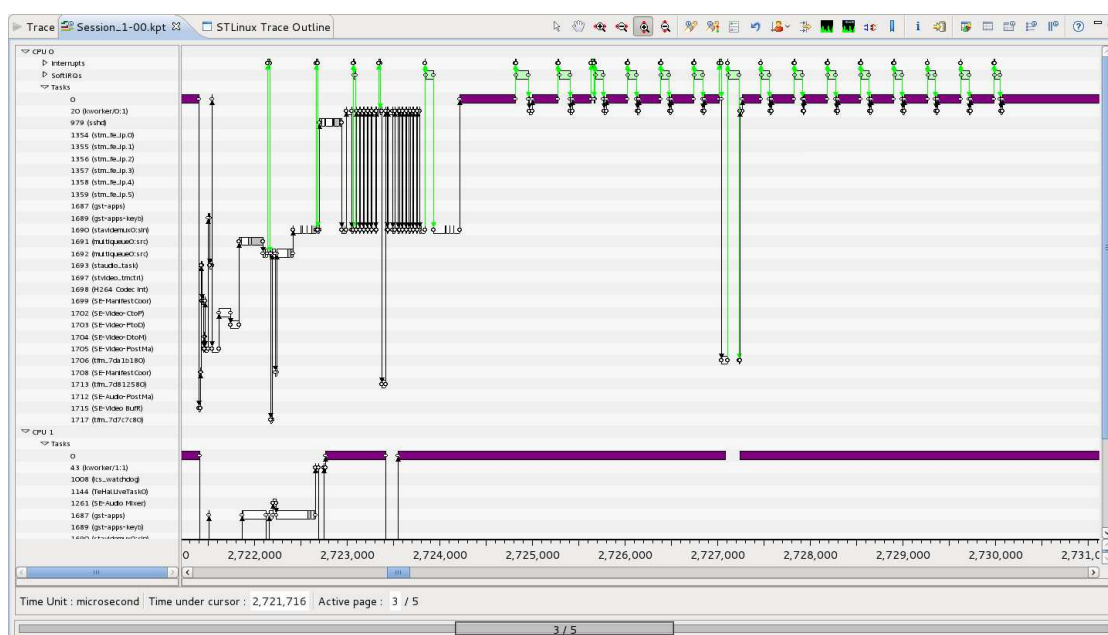 Trace Session_1-00.kpt STLinux Trace Outline
CPU 0
Interrupts
SoftIRQs
Tasks
0
20 (kworker/0:1)
979 (sshd)
1354 (stm_fe_ip.0)
1355 (stm_fe_ip.1)
1356 (stm_fe_ip.2)
1357 (stm_fe_ip.3)
1358 (stm_fe_ip.4)
1359 (stm_fe_ip.5)
1687 (gst-apps)
1689 (gst-apps-keyb)
1690 (stavidemux0:sin)
1691 (multiqueue0:src)
1692 (multiqueue0:src)
1693 (staudio_task)
1697 (stvideo_tmctrl)
1698 (H264 Codec Int)
1699 (SE-ManifestCoor)
1702 (SE-Video-CtoP)
1703 (SE-Video-PtoD)
1704 (SE-Video-DtoM)
1705 (SE-Video-PostMa)
1706 (tfm_7da1b180)
1708 (SE-ManifestCoor)
1713 (tfm_7d812580)
1712 (SE-Audio-PostMa)
1715 (SE-Video BufR)
1717 (tfm_7d7c7c80)
CPU 1
Tasks
0
43 (kworker/1:1)
1008 (ics_watchdog)
1144 (TeHalLiveTask0)
1261 (SE-Audio Mixer)
1687 (gst-apps)
1689 (gst-apps-keyb)
0 2,722,000 2,723,000 2,724,000 2,725,000 2,726,000 2,727,000 2,728,000 2,729,000 2,730,000 2,731,0
Time Unit : microsecond Time under cursor : 2,721,716 Active page : 3 / 5
3 / 5